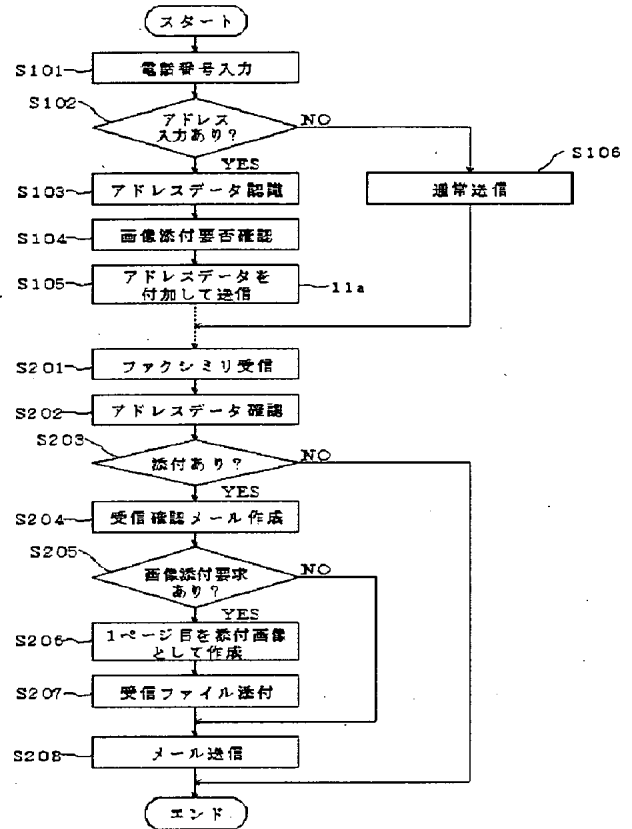 スタート
S101
電話番号入力
S102
アドレス
入力あり？
NO
YES
S106
通常送信
S103
アドレスデータ認識
S104
画像添付要否確認
S105
アドレスデータを
付加して送信
11a
S201
ファクシミリ受信
S202
アドレスデータ確認
S203
添付あり？
NO
YES
S204
受信確認メール作成
S205
画像添付要求
あり？
NO
YES
S206
1ページ目を添付画像
として作成
S207
受信ファイル添付
S208
メール送信
エンド